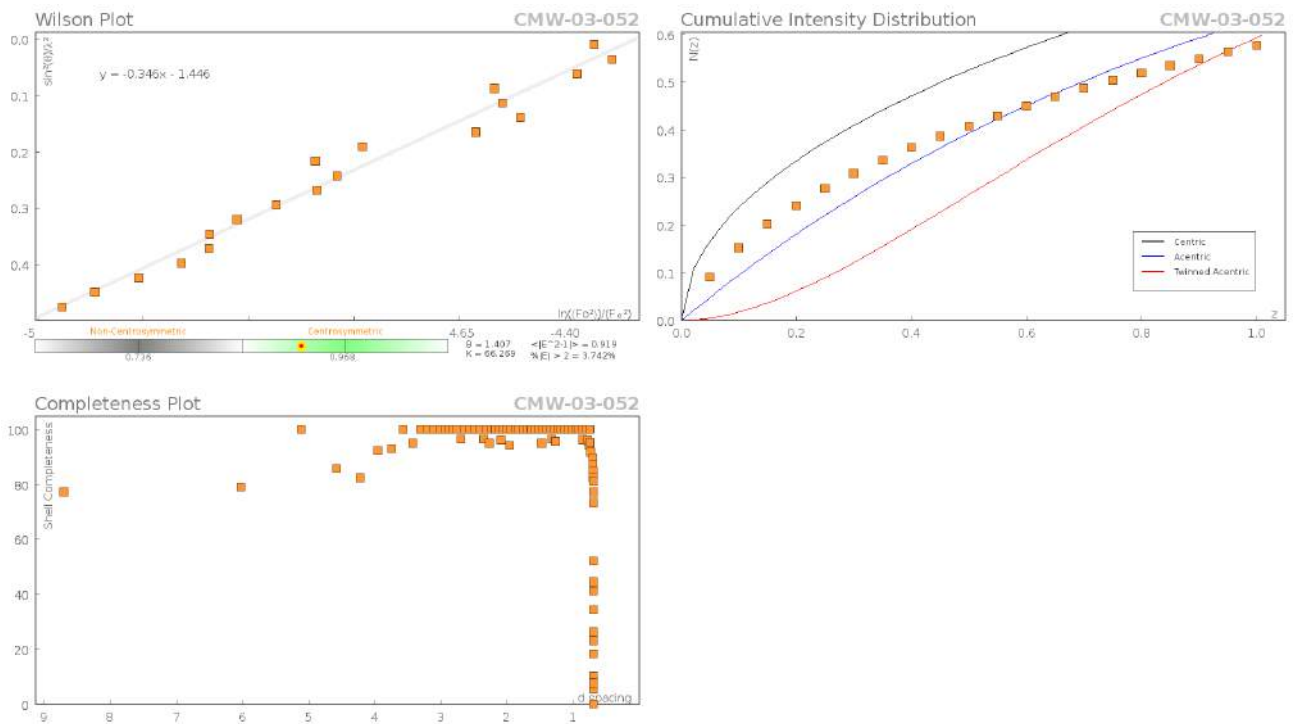 Wilson Plot CMW-03-052
0.0
0.1
0.2
0.3
0.4
sin²(θ)/λ²
y = -0.346x - 1.446
ln[(Fo²)]/(Fₑ²)
-5 -4.65 -4.40
Non-Centrosymmetric Centrosymmetric
0.736 0.968
B = 1.407 <|E^2-1|> = 0.919
K = 66.269 %|E| > 2 = 3.742%
Cumulative Intensity Distribution CMW-03-052
0.6
0.5
0.4
0.3
0.2
0.1
0.0
N(z)
Centric
Acentric
Twinned Acentric
z
0.0 0.2 0.4 0.6 0.8 1.0
Completeness Plot CMW-03-052
100
80
60
40
20
0
Shell Completeness
d spacing
9 8 7 6 5 4 3 2 1